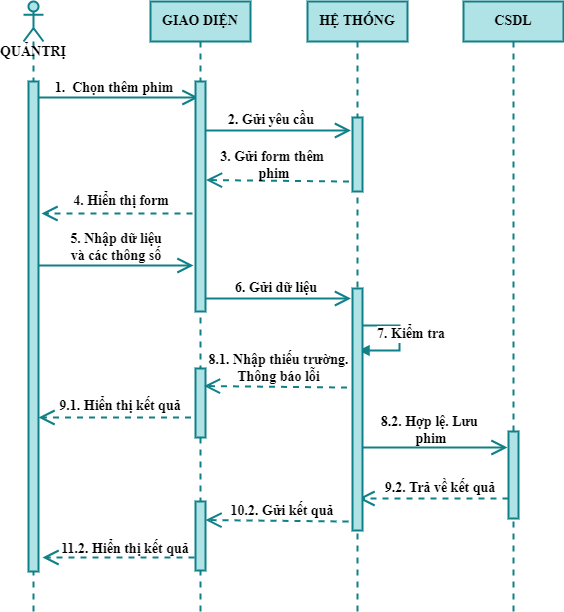 GIAO DIỆN
HỆ THỐNG
CSDL
QUẢNTRỊ
1.  Chọn thêm phim
2. Gửi yêu cầu
3. Gửi form thêm
phim
4. Hiển thị form
5. Nhập dữ liệu
và các thông số
6. Gửi dữ liệu
7. Kiểm tra
8.1. Nhập thiếu trường.
Thông báo lỗi
9.1. Hiển thị kết quả
8.2. Hợp lệ. Lưu
phim
9.2. Trả về kết quả
10.2. Gửi kết quả
11.2. Hiển thị kết quả